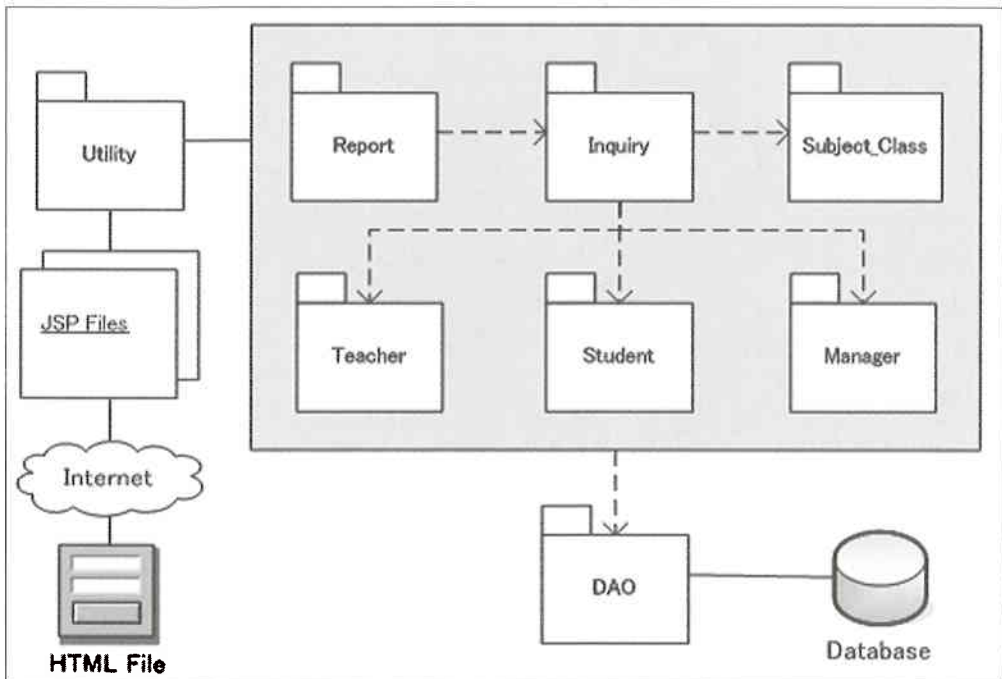 Utility
Report
Inquiry
Subject_Class
JSP Files
Teacher
Student
Manager
Internet
DAO
HTML File
Database